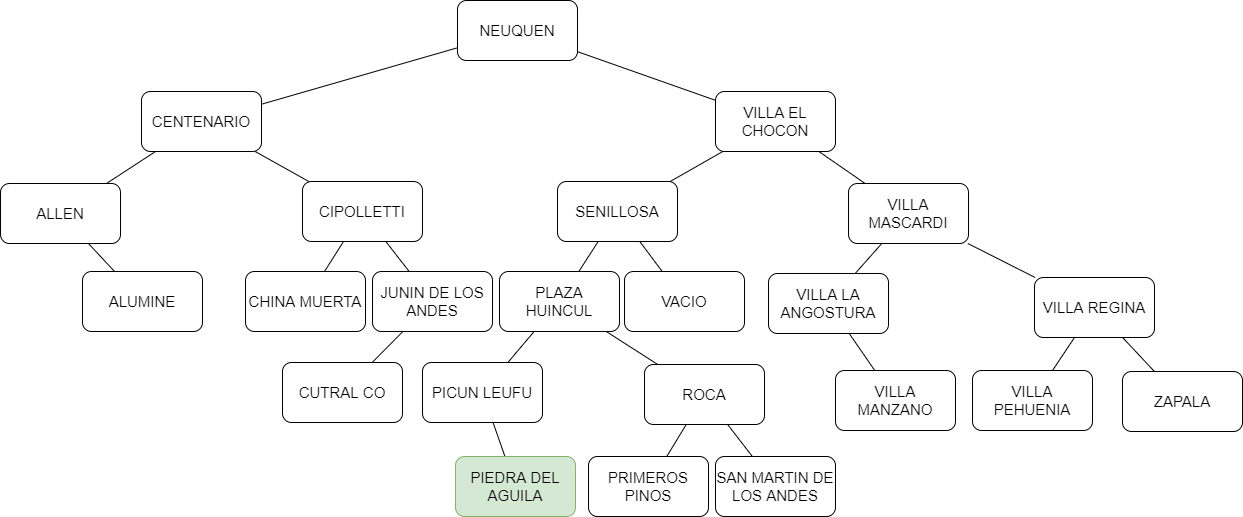 NEUQUEN
CENTENARIO
VILLA EL
CHOCON
ALLEN
CIPOLLETTI
SENILLOSA
VILLA
MASCARDI
ALUMINE
CHINA MUERTA
JUNIN DE LOS
ANDES
PLAZA
HUINCUL
VACIO
VILLA LA
ANGOSTURA
VILLA REGINA
CUTRAL CO
PICUN LEUFU
ROCA
VILLA
MANZANO
VILLA
PEHUENIA
ZAPALA
PIEDRA DEL
AGUILA
PRIMEROS
PINOS
SAN MARTIN DE
LOS ANDES